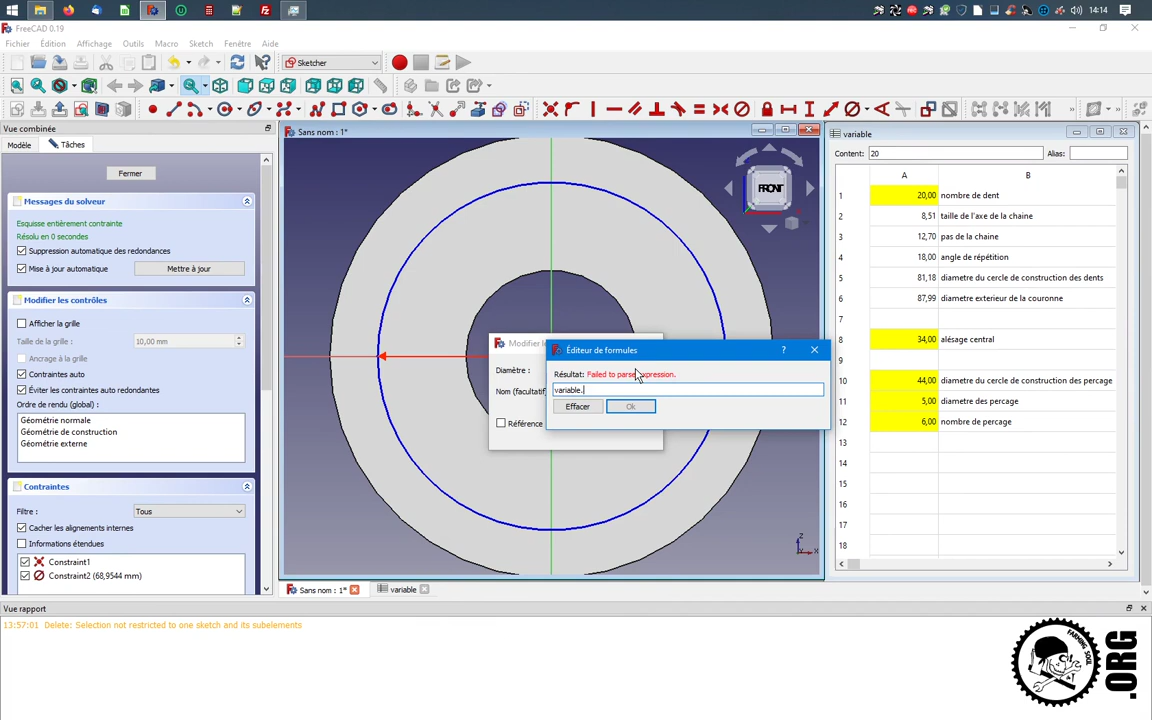 14:14
FreeCAD 0.19
Fichier Édition Affichage Outils Macro Sketch Fenêtre Aide
Sketcher
Vue combinée
Modèle Tâches
Fermer
Messages du solveur
Esquisse entièrement contrainte
Résolu en 0 secondes
Suppression automatique des redondances
Mise à jour automatique
Mettre à jour
Modifier les contrôles
Afficher la grille
Taille de la grille :
10,00 mm
Ancrage à la grille
Contraintes auto
Éviter les contraintes auto redondantes
Ordre de rendu (global) :
Géométrie normale
Géométrie de construction
Géométrie externe
Contraintes
Filtre :
Tous
Cacher les alignements internes
Informations étendues
Constraint1
Constraint2 (68,9544 mm)
Sans nom : 1*
FRONT
Z
X
Modifier l
Diamètre :
Nom (facultatif
Référence
Éditeur de formules
?
Résultat: Failed to parse expression.
variable.
Effacer
Ok
Sans nom : 1*
variable
variable
Content: 20
Alias:
A B
1 20,00 nombre de dent
2 8,51 taille de l'axe de la chaine
3 12,70 pas de la chaine
4 18,00 angle de répétition
5 81,18 diametre du cercle de construction des dents
6 87,99 diametre exterieur de la couronne
7
8 34,00 alésage central
9
10 44,00 diametre du cercle de construction des percage
11 5,00 diametre des percage
12 6,00 nombre de percage
13
14
15
16
17
18
Vue rapport
13:57:01 Delete: Selection not restricted to one sketch and its subelements
FARMING SOUL
.ORG